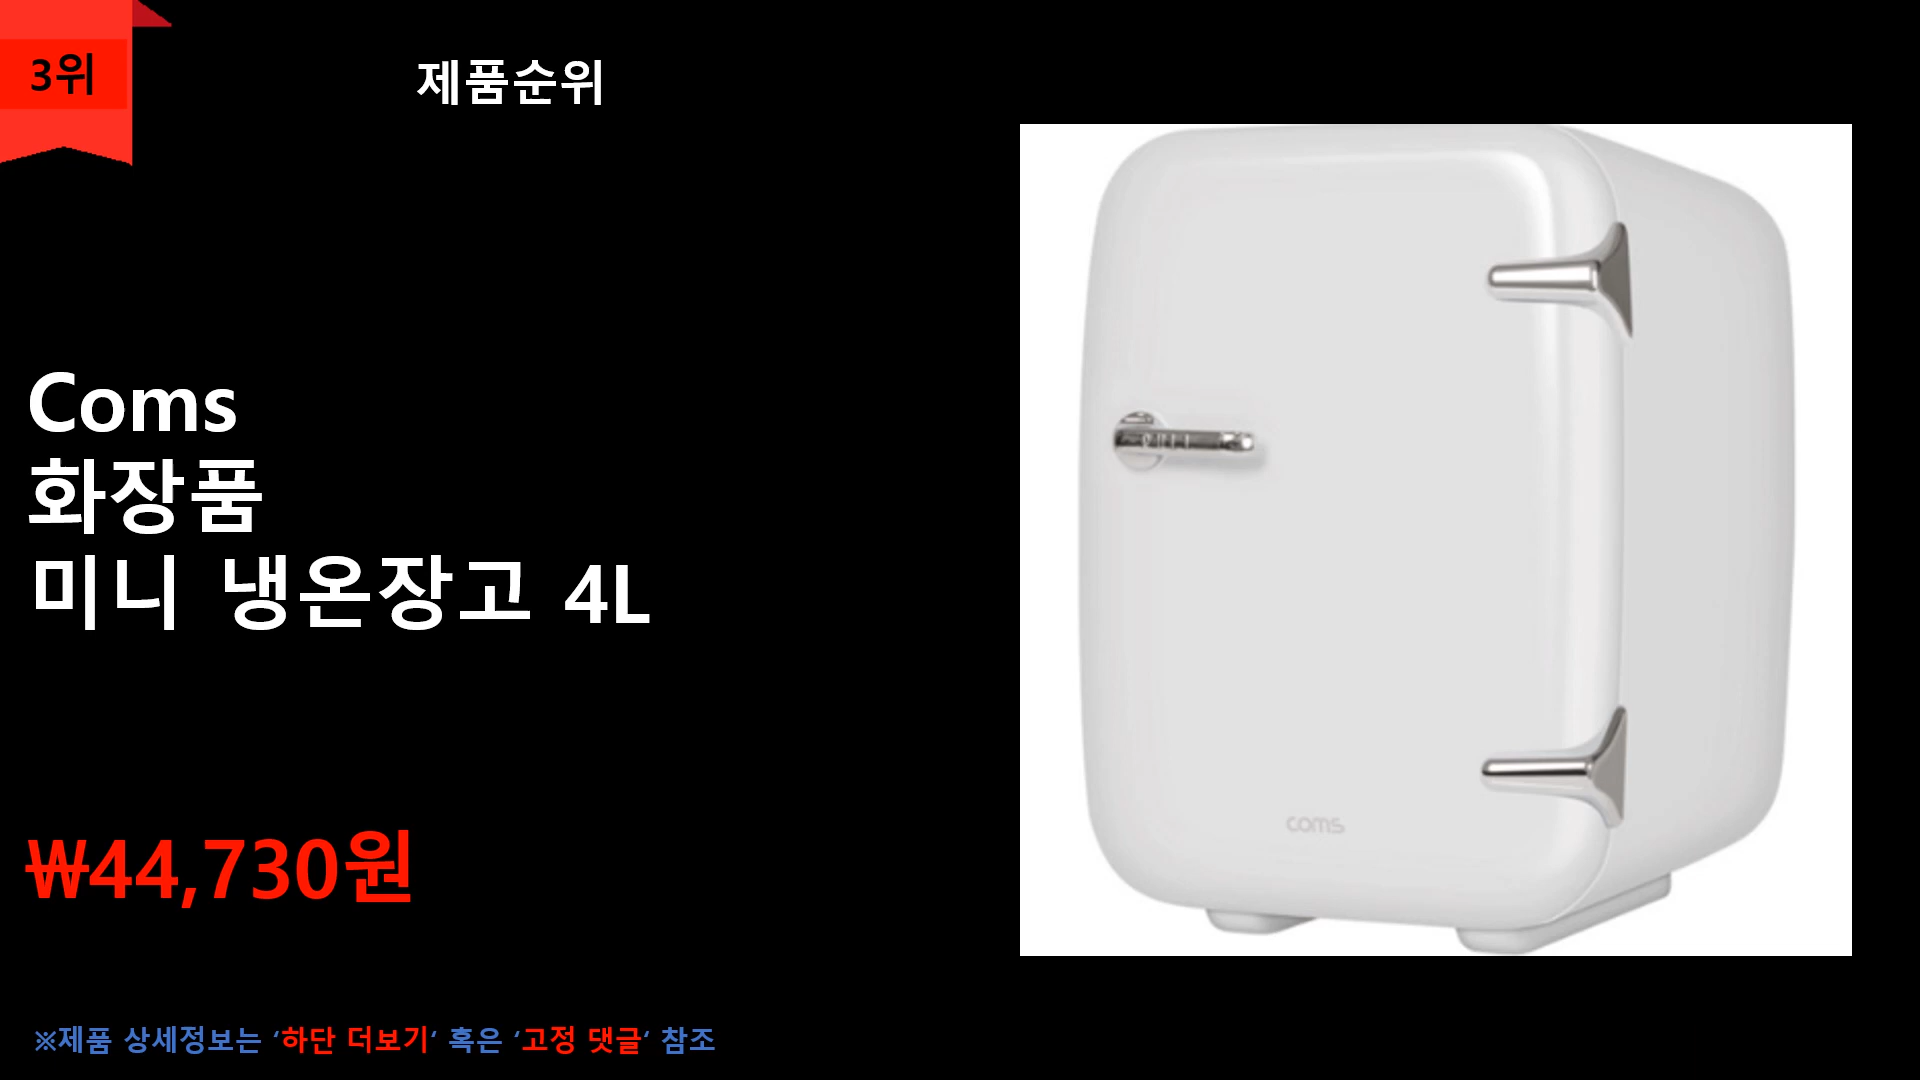 3위
제품순위
Coms
화장품
미니 냉온장고 4L
₩44,730원
※제품 상세정보는 ‘하단 더보기‘ 혹은 ‘고정 댓글‘ 참조
coms